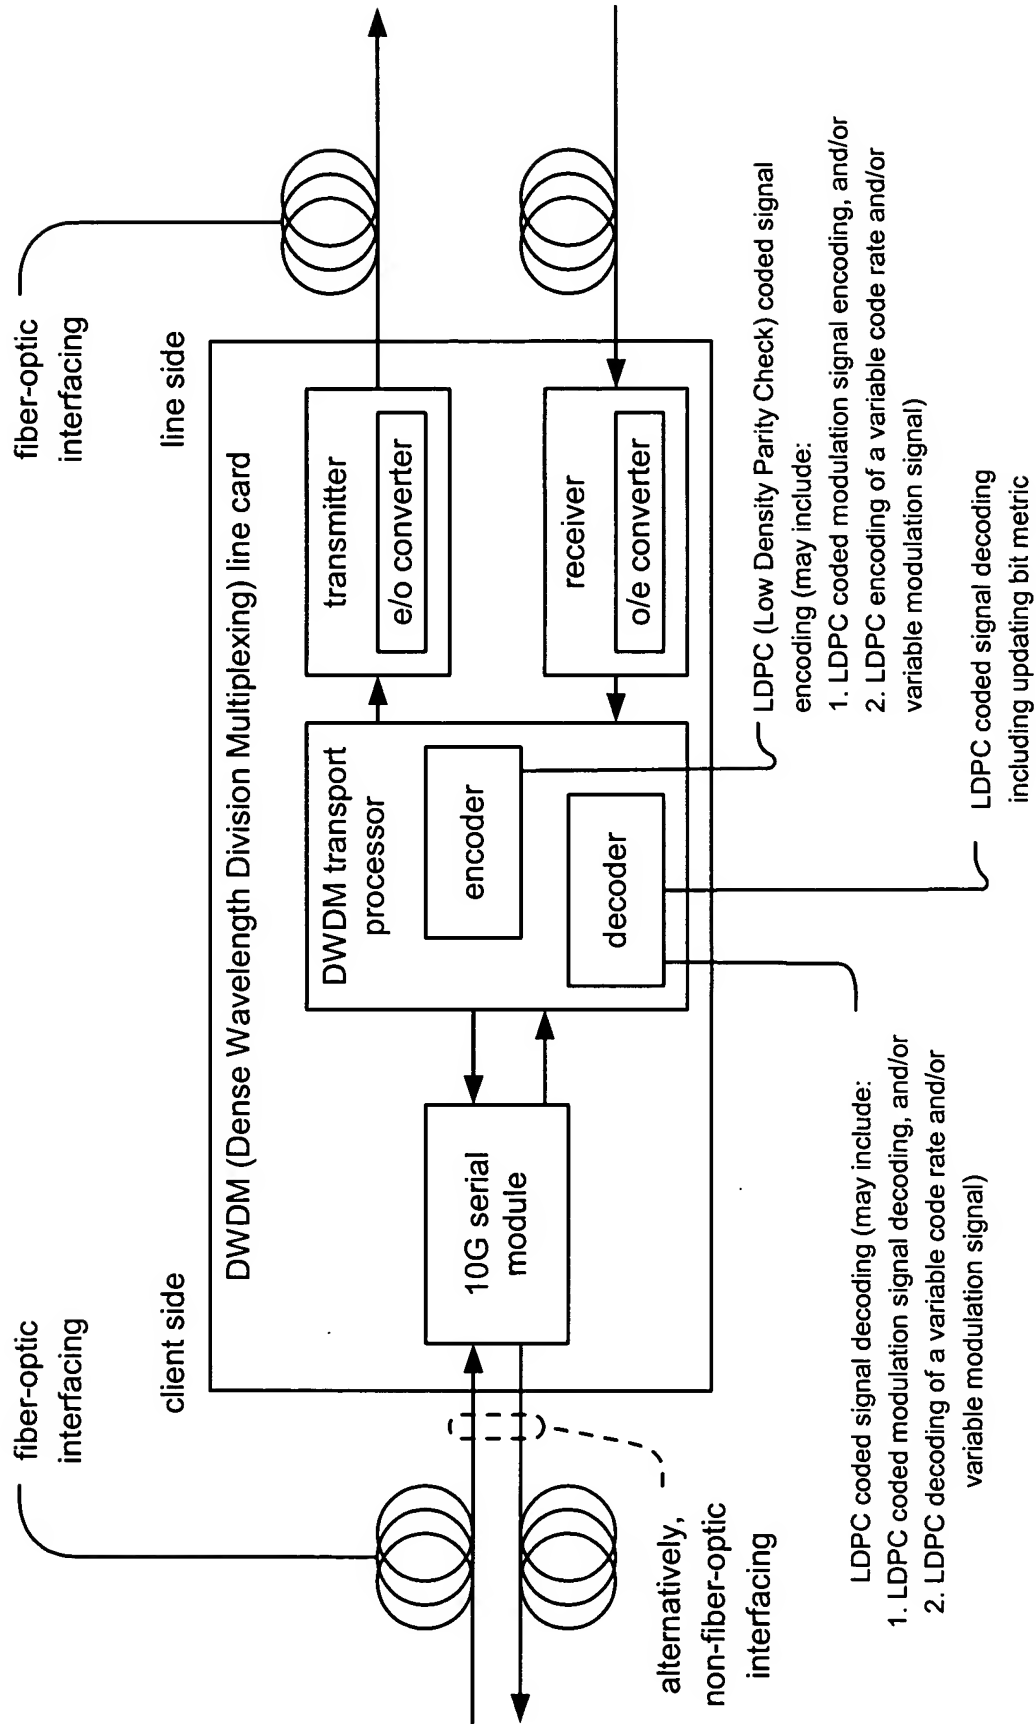 fiber-optic
interfacing
fiber-optic
interfacing
client side
line side
DWDM (Dense Wavelength Division Multiplexing) line card
10G serial
module
DWDM transport
processor
encoder
decoder
transmitter
e/o converter
receiver
o/e converter
alternatively,
non-fiber-optic
interfacing
LDPC (Low Density Parity Check) coded signal
encoding (may include:
1. LDPC coded modulation signal encoding, and/or
2. LDPC encoding of a variable code rate and/or
variable modulation signal)
LDPC coded signal decoding (may include:
1. LDPC coded modulation signal decoding, and/or
2. LDPC decoding of a variable code rate and/or
variable modulation signal)
LDPC coded signal decoding
including updating bit metric